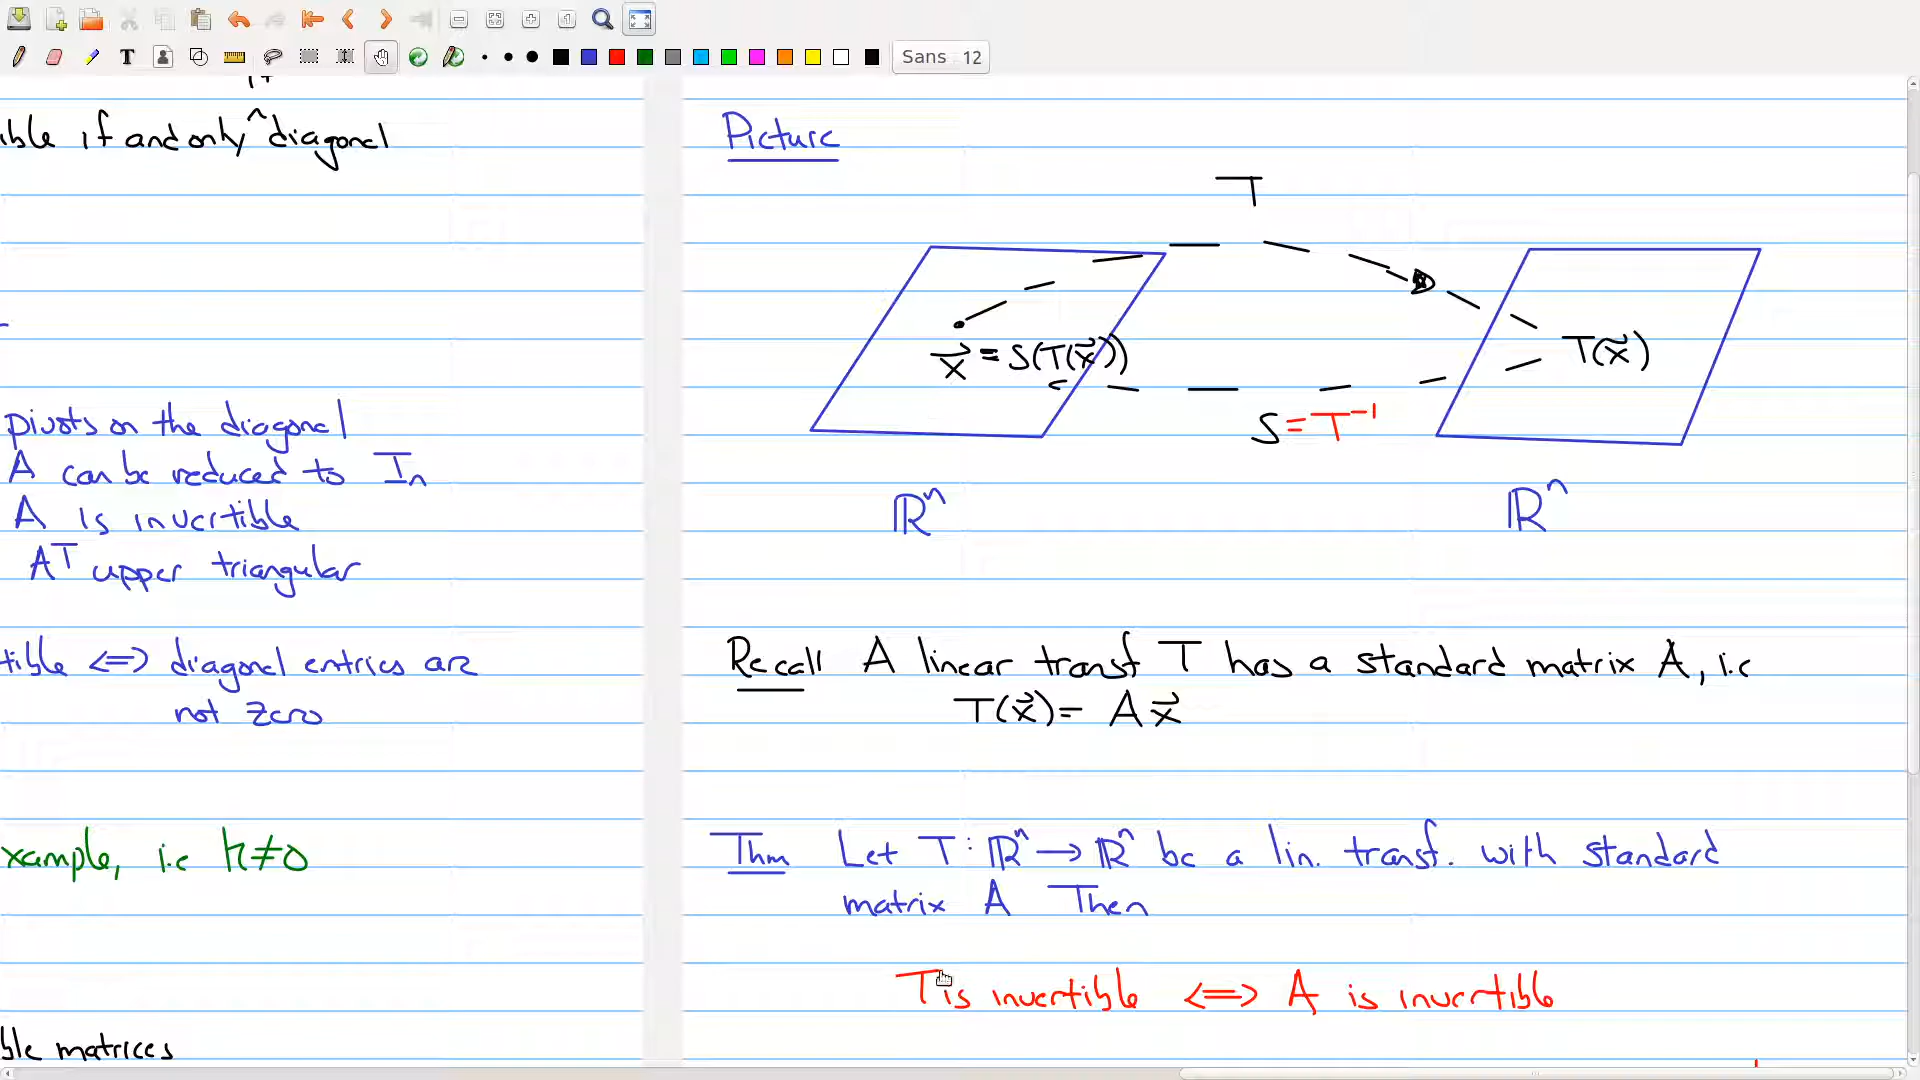 Sans 12
ible if and only diagonal
pivots on the diagonal
A can be reduced to Iₙ
A is invertible
Aᵀ upper triangular
tible <=> diagonal entries are
not zero
xample, i.e h≠0
ble matrices
Picture
T
x⃗ = S(T(x⃗))
T(x⃗)
S = T⁻¹
ℝⁿ
ℝⁿ
Recall A linear transf T has a standard matrix A, i.e
T(x⃗) = A x⃗
Thm Let T: ℝⁿ → ℝⁿ be a lin. transf. with standard
matrix A Then
T is invertible <=> A is invertible